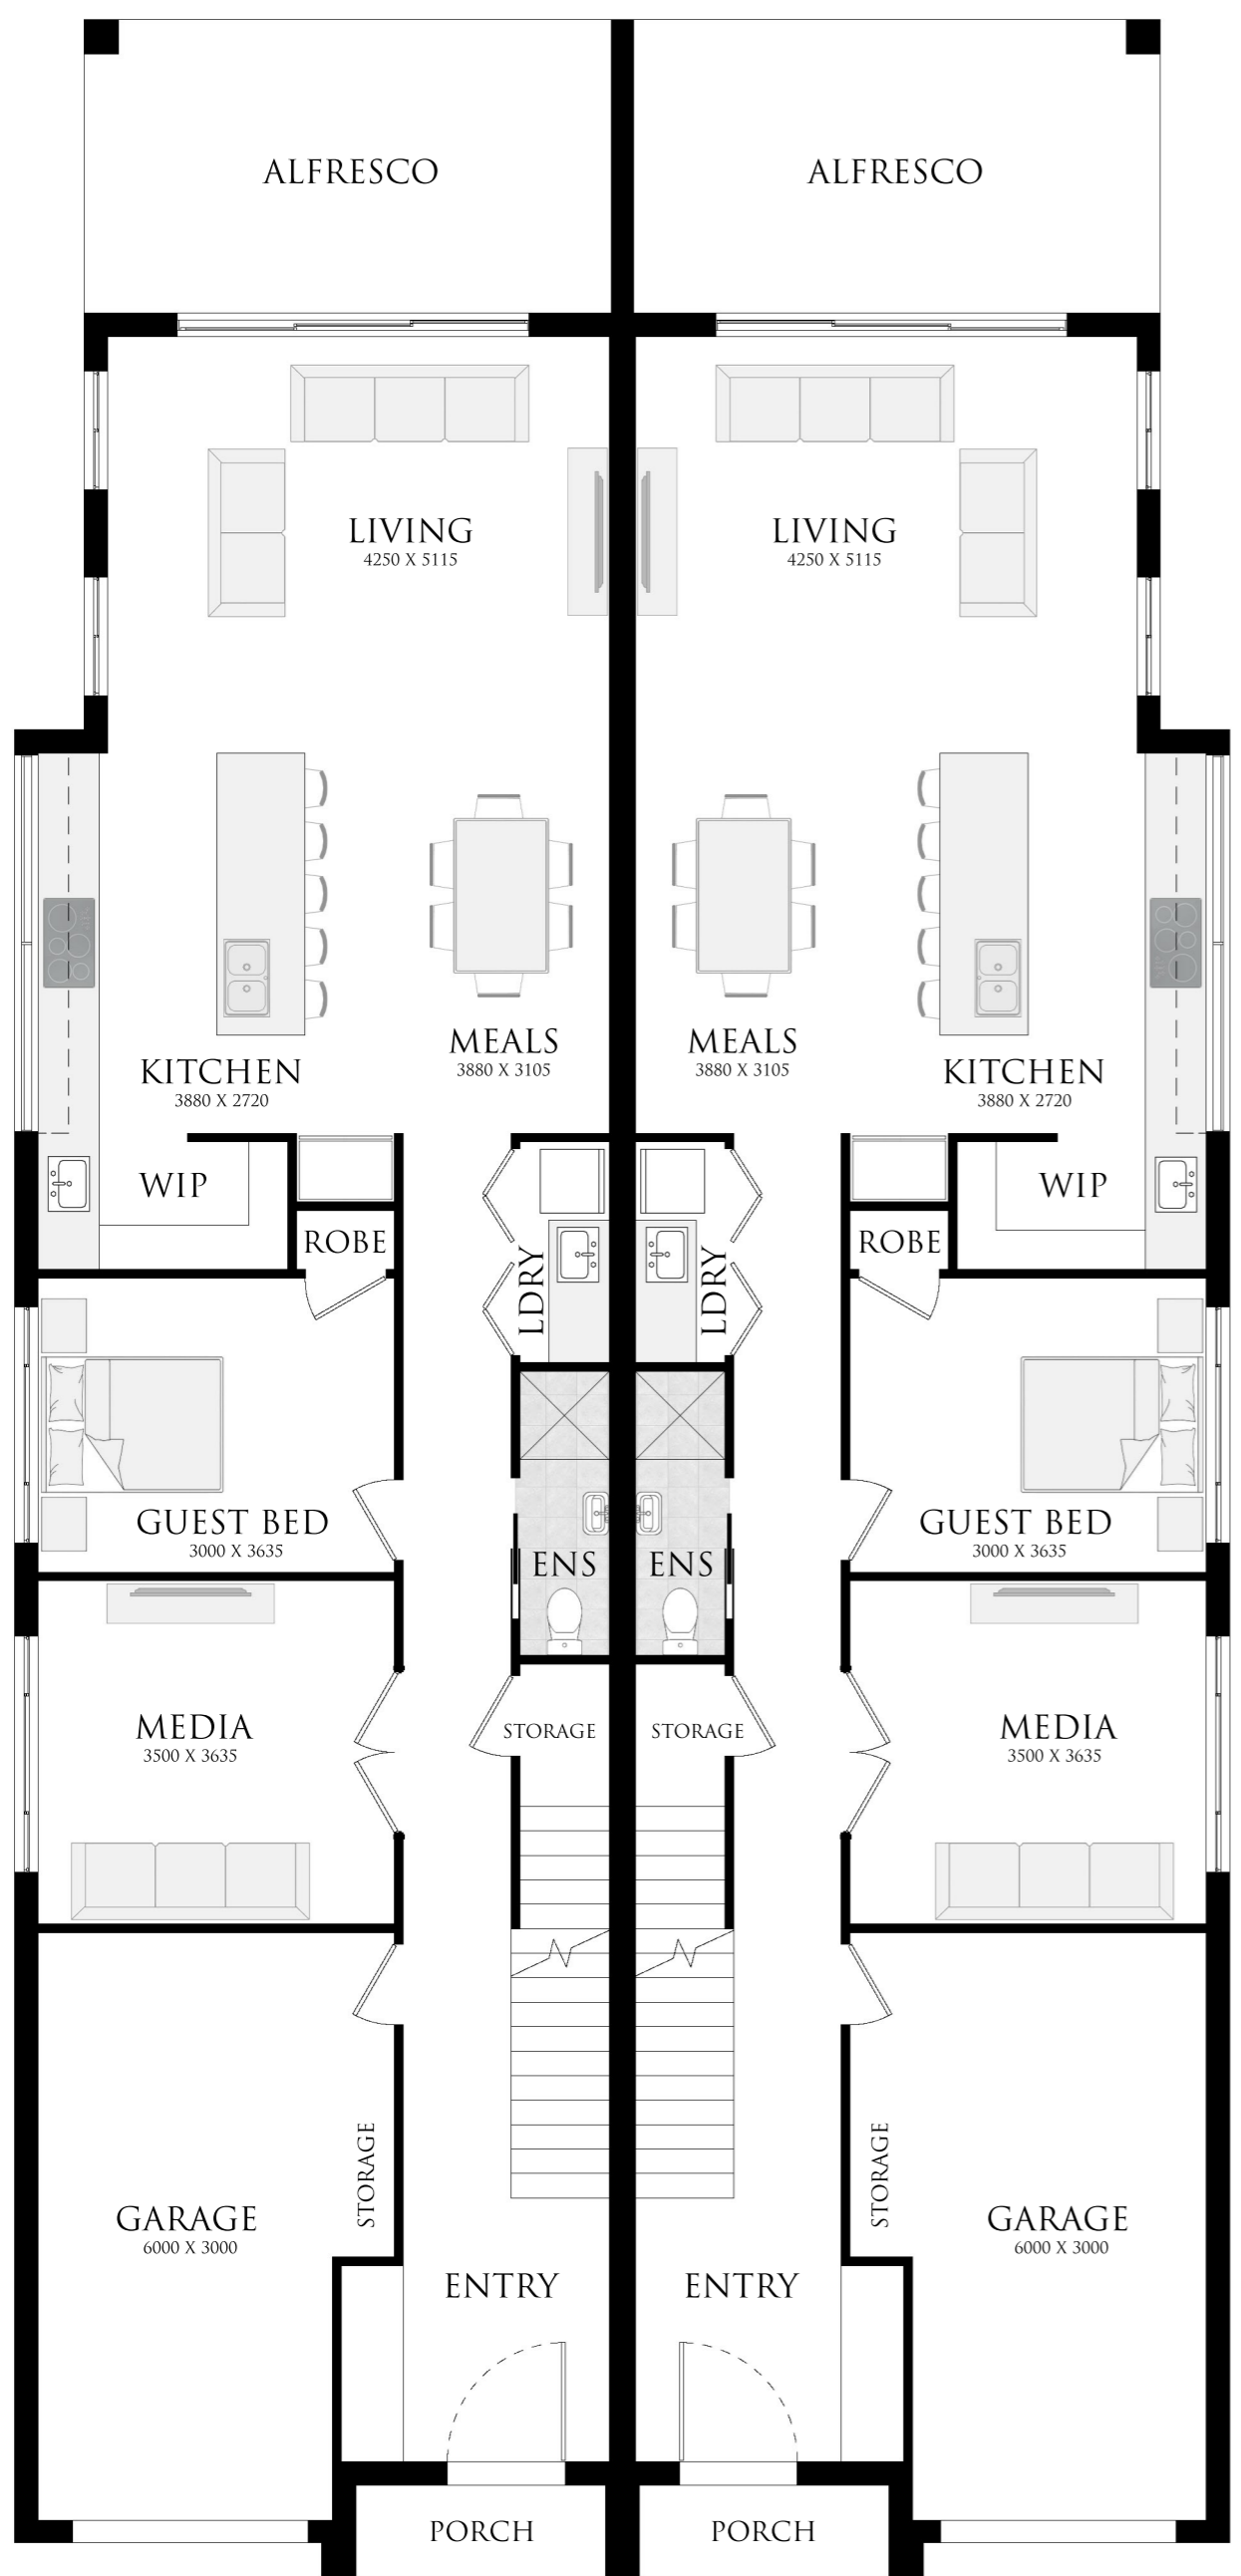 ALFRESCO
ALFRESCO
LIVING
4250 X 5115
LIVING
4250 X 5115
MEALS
3880 X 3105
MEALS
3880 X 3105
KITCHEN
3880 X 2720
KITCHEN
3880 X 2720
WIP
WIP
ROBE
ROBE
LDRY
LDRY
GUEST BED
3000 X 3635
GUEST BED
3000 X 3635
ENS
ENS
MEDIA
3500 X 3635
STORAGE
STORAGE
MEDIA
3500 X 3635
STORAGE
STORAGE
GARAGE
6000 X 3000
GARAGE
6000 X 3000
ENTRY
ENTRY
PORCH
PORCH